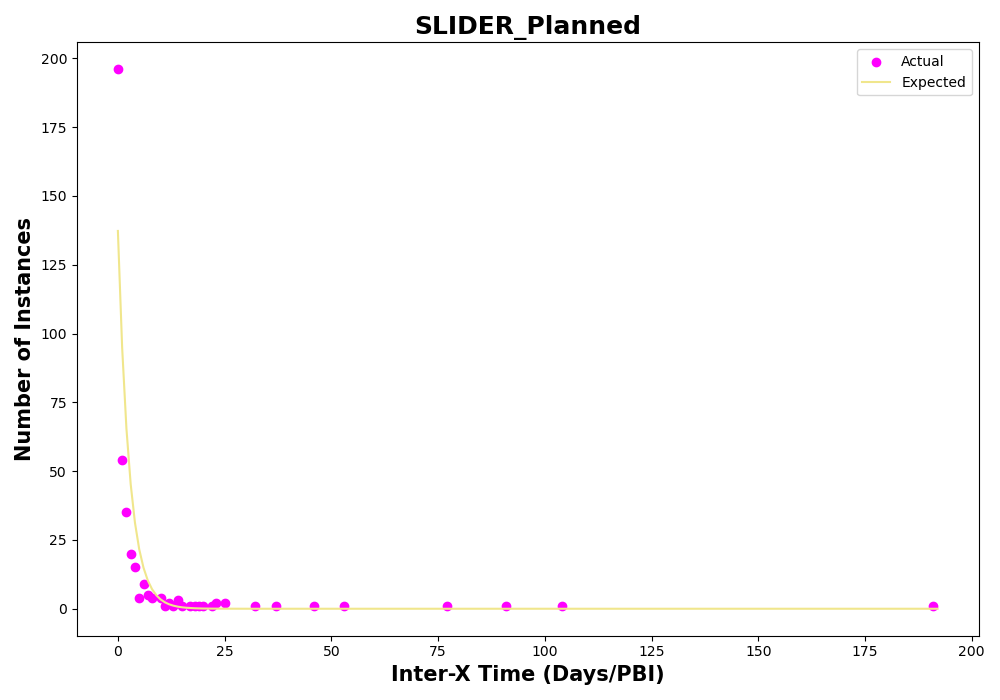 SLIDER_Planned
Actual
Expected
Number of Instances
200
175
150
125
100
75
50
25
0
0 25 50 75 100 125 150 175 200
Inter-X Time (Days/PBI)